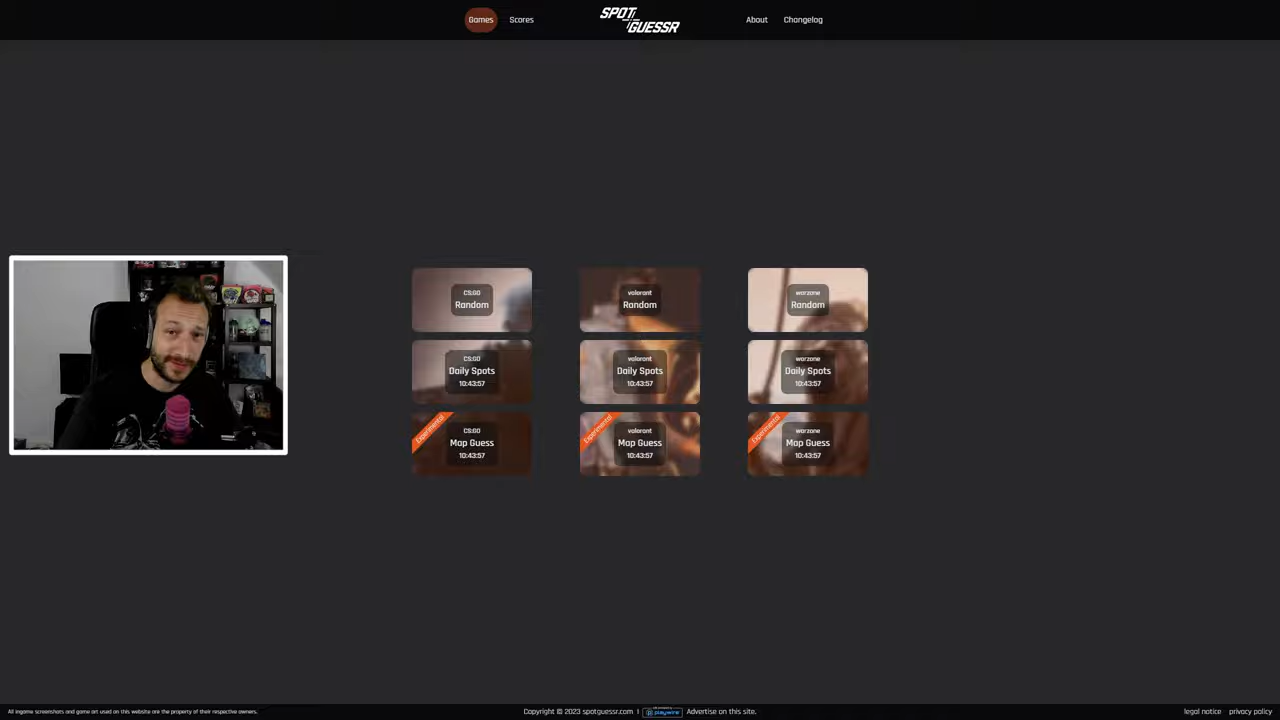 Games
Scores
SPOT
GUESSR
About
Changelog
CS:GO
Random
valorant
Random
warzone
Random
CS:GO
Daily Spots
10:43:57
valorant
Daily Spots
10:43:57
warzone
Daily Spots
10:43:57
Experimental
CS:GO
Map Guess
10:43:57
Experimental
valorant
Map Guess
10:43:57
Experimental
warzone
Map Guess
10:43:57
All ingame screenshots and game art used on this website are the property of their respective owners.
Copyright © 2023 spotguessr.com | playwire Advertise on this site.
legal notice privacy policy